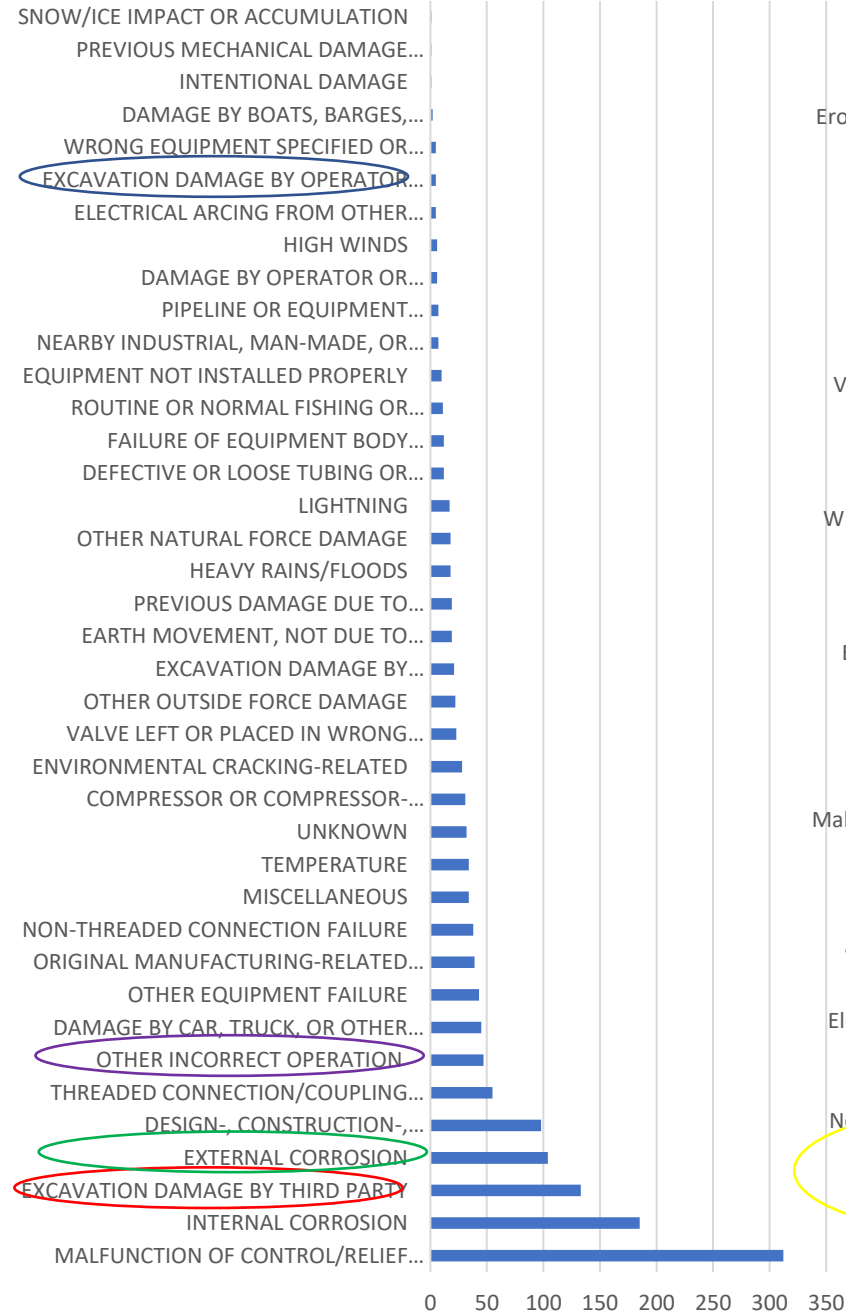 SNOW/ICE IMPACT OR ACCUMULATION
PREVIOUS MECHANICAL DAMAGE…
INTENTIONAL DAMAGE
DAMAGE BY BOATS, BARGES,…
Ero
WRONG EQUIPMENT SPECIFIED OR…
EXCAVATION DAMAGE BY OPERATOR…
ELECTRICAL ARCING FROM OTHER…
HIGH WINDS
DAMAGE BY OPERATOR OR…
PIPELINE OR EQUIPMENT…
NEARBY INDUSTRIAL, MAN-MADE, OR…
EQUIPMENT NOT INSTALLED PROPERLY
V
ROUTINE OR NORMAL FISHING OR…
FAILURE OF EQUIPMENT BODY…
DEFECTIVE OR LOOSE TUBING OR…
LIGHTNING
W
OTHER NATURAL FORCE DAMAGE
HEAVY RAINS/FLOODS
PREVIOUS DAMAGE DUE TO…
EARTH MOVEMENT, NOT DUE TO…
EXCAVATION DAMAGE BY…
OTHER OUTSIDE FORCE DAMAGE
VALVE LEFT OR PLACED IN WRONG…
ENVIRONMENTAL CRACKING-RELATED
COMPRESSOR OR COMPRESSOR-…
Mal
UNKNOWN
TEMPERATURE
MISCELLANEOUS
NON-THREADED CONNECTION FAILURE
ORIGINAL MANUFACTURING-RELATED…
OTHER EQUIPMENT FAILURE
El
DAMAGE BY CAR, TRUCK, OR OTHER…
OTHER INCORRECT OPERATION
THREADED CONNECTION/COUPLING…
DESIGN-, CONSTRUCTION-,…
EXTERNAL CORROSION
EXCAVATION DAMAGE BY THIRD PARTY
INTERNAL CORROSION
MALFUNCTION OF CONTROL/RELIEF…
0 50 100 150 200 250 300 350